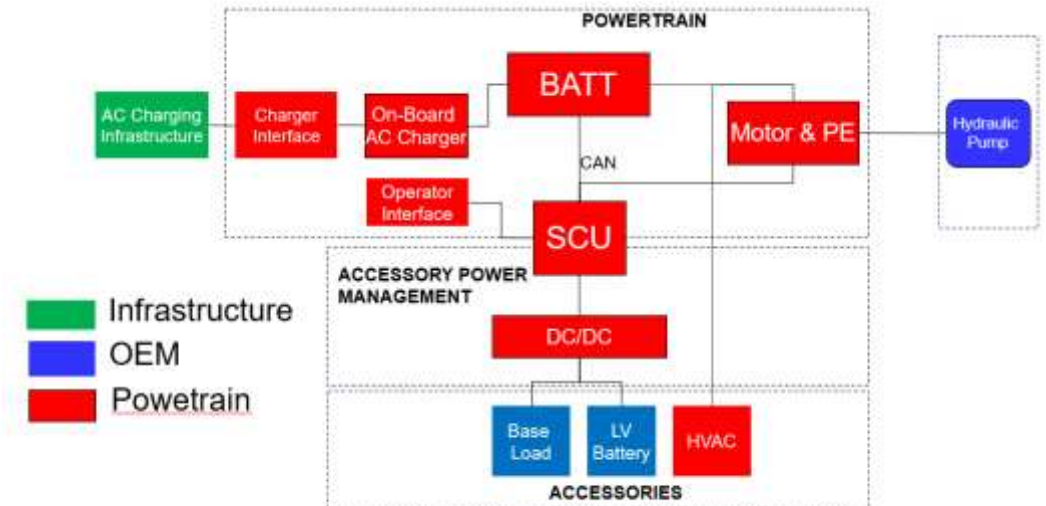 POWERTRAIN
BATT
AC Charging
Infrastructure
Charger
Interface
On-Board
AC Charger
Motor & PE
Hydraulic
Pump
CAN
Operator
Interface
SCU
ACCESSORY POWER
MANAGEMENT
DC/DC
Infrastructure
OEM
Powetrain
Base
Load
LV
Battery
HVAC
ACCESSORIES